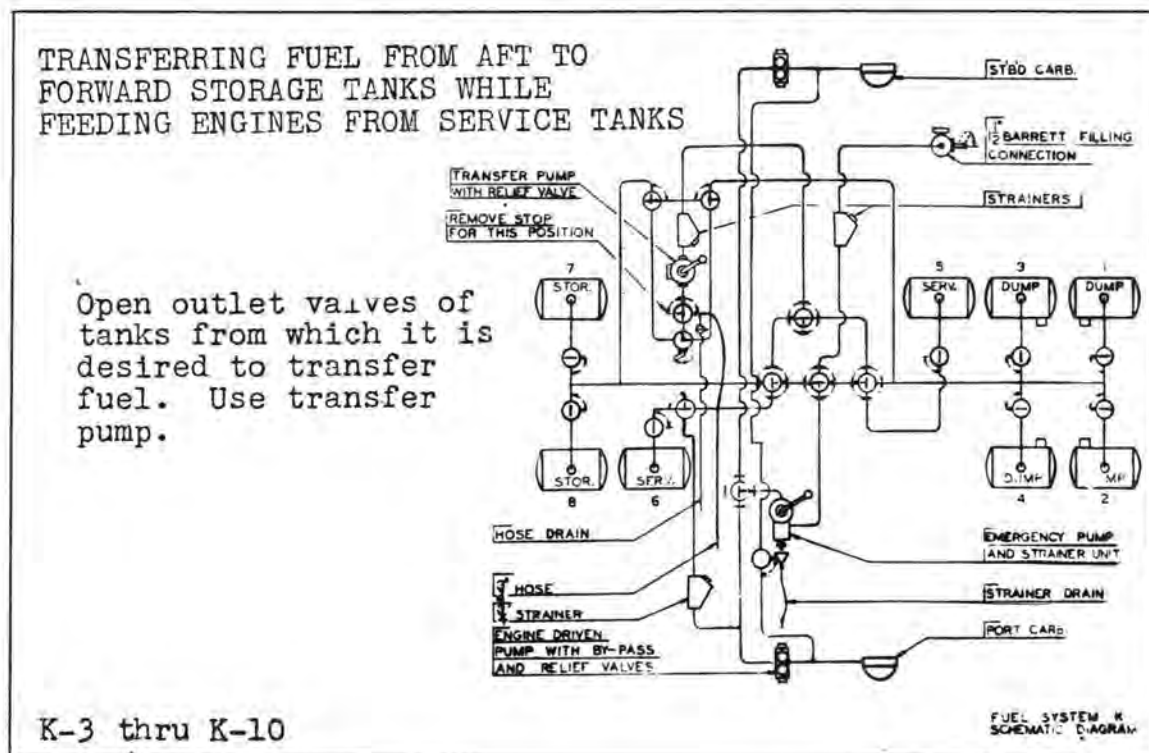 TRANSFERRING FUEL FROM AFT TO
FORWARD STORAGE TANKS WHILE
FEEDING ENGINES FROM SERVICE TANKS
STB'D CARB.
1/2 BARRETT FILLING
CONNECTION
TRANSFER PUMP
WITH RELIEF VALVE
STRAINERS
REMOVE STOP
FOR THIS POSITION
7
STOR.
5
SERV.
3
DUMP
1
DUMP
Open outlet valves of
tanks from which it is
desired to transfer
fuel. Use transfer
pump.
STOR.
8
SERV.
6
DUMP
4
MP
2
HOSE DRAIN
EMERGENCY PUMP
AND STRAINER UNIT
HOSE
STRAINER
STRAINER DRAIN
ENGINE DRIVEN
PUMP WITH BY-PASS
AND RELIEF VALVES
PORT CARB.
K-3 thru K-10
FUEL SYSTEM K
SCHEMATIC DIAGRAM